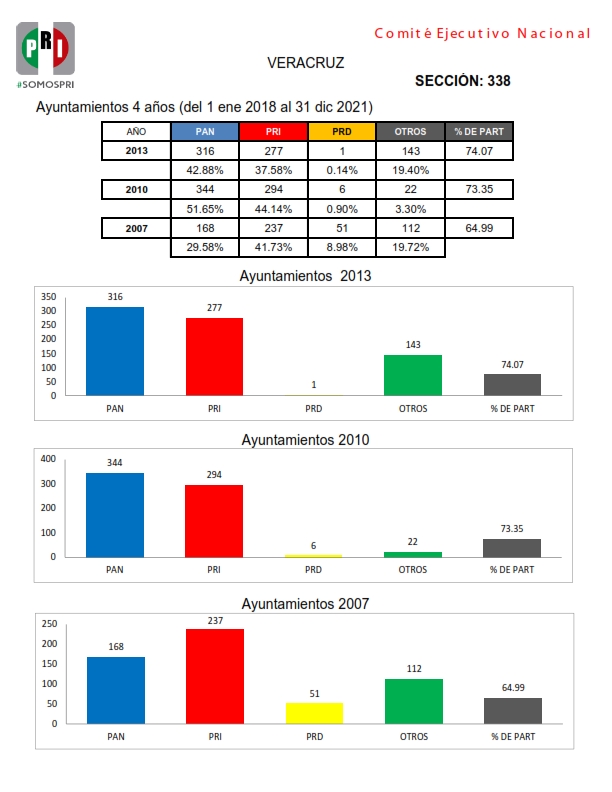 Comité Ejecutivo Nacional
PRI
#SOMOSPRI
VERACRUZ
SECCIÓN: 338
Ayuntamientos 4 años (del 1 ene 2018 al 31 dic 2021)
AÑO PAN PRI PRD OTROS % DE PART
2013 316 277 1 143 74.07
42.88% 37.58% 0.14% 19.40%
2010 344 294 6 22 73.35
51.65% 44.14% 0.90% 3.30%
2007 168 237 51 112 64.99
29.58% 41.73% 8.98% 19.72%
Ayuntamientos 2013
350
300
250
200
150
100
50
0
316
277
1
143
74.07
PAN PRI PRD OTROS % DE PART
Ayuntamientos 2010
400
300
200
100
0
344
294
6
22
73.35
PAN PRI PRD OTROS % DE PART
Ayuntamientos 2007
250
200
150
100
50
0
168
237
51
112
64.99
PAN PRI PRD OTROS % DE PART